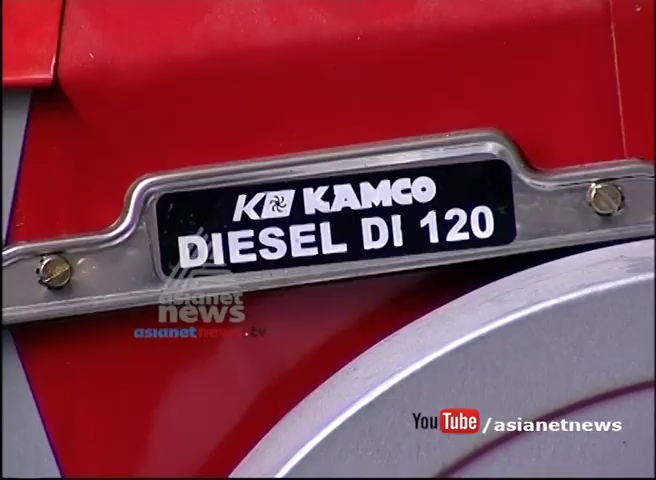 K KAMCO
DIESEL DI 120
asianet
news
asianetnews.tv
YouTube/asianetnews